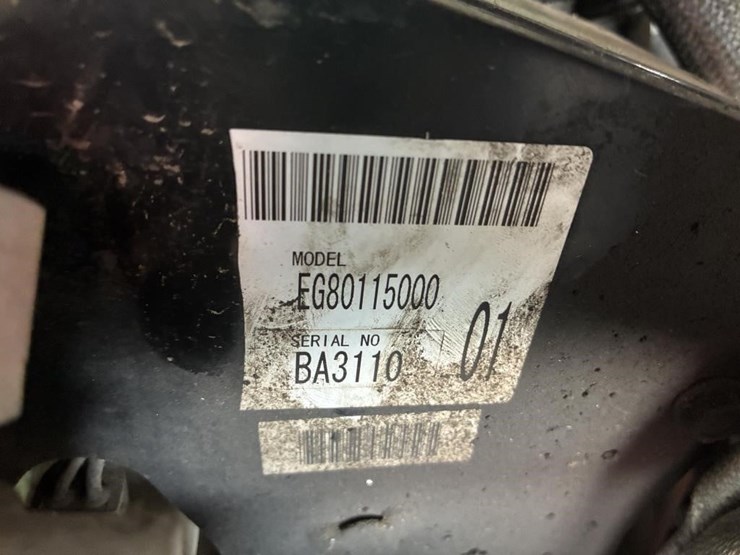 MODEL
EG80115000
SERIAL NO
BA3110
01